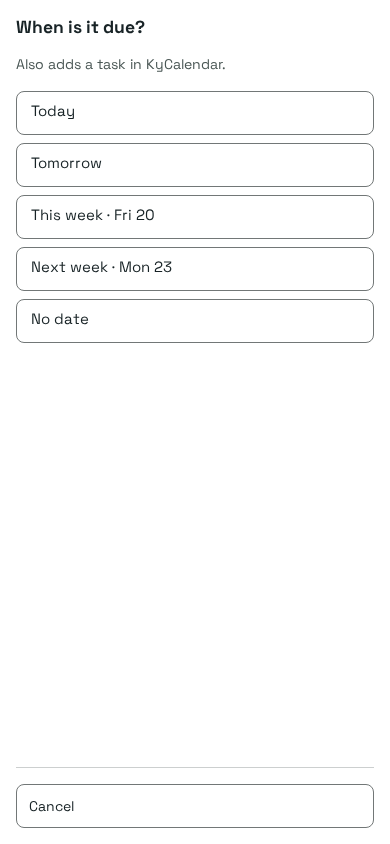 When is it due?
Also adds a task in KyCalendar.
Today
Tomorrow
This week · Fri 20
Next week · Mon 23
No date
Cancel